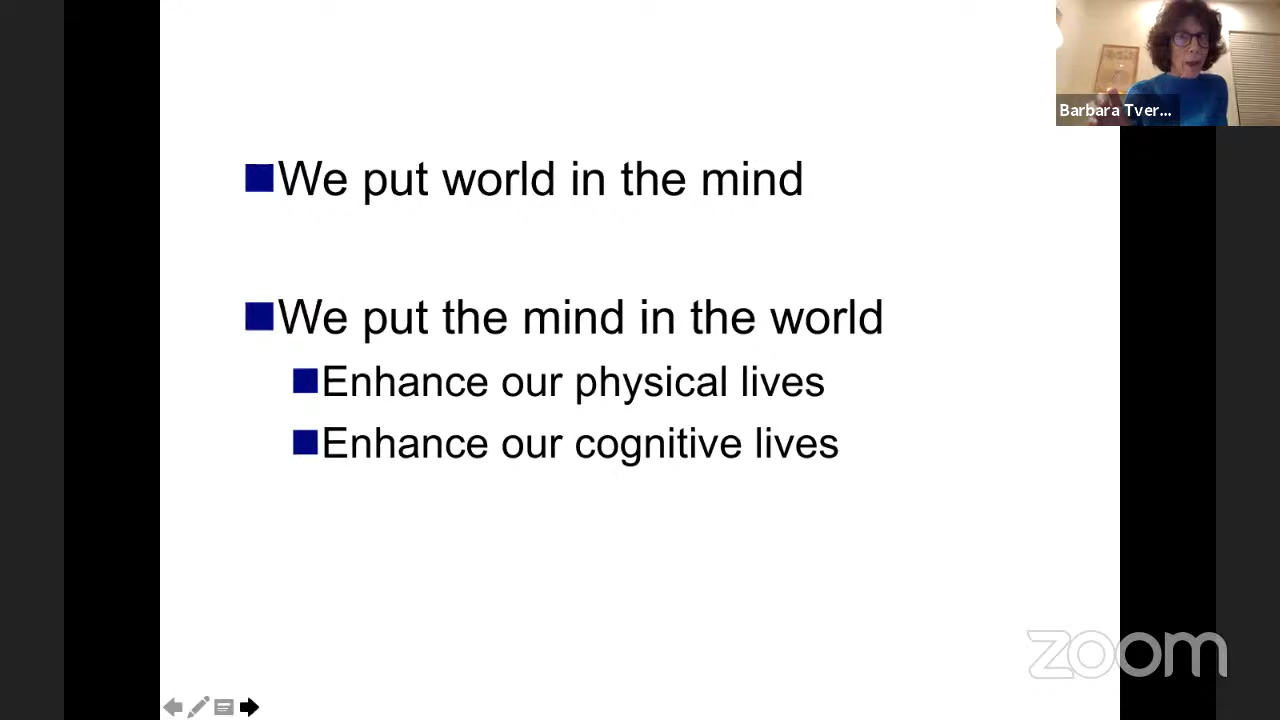 Barbara Tver...
We put world in the mind
We put the mind in the world
Enhance our physical lives
Enhance our cognitive lives
zoom